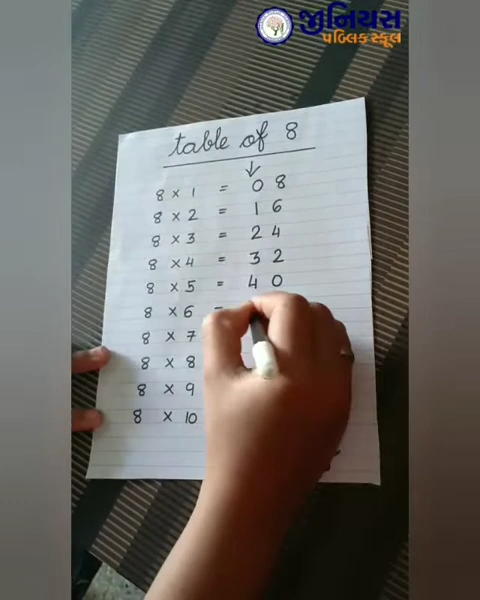 જીનિયસ
પબ્લિક સ્કૂલ
table of 8
↓
8 × 1 = 0 8
8 × 2 = 1 6
8 × 3 = 2 4
8 × 4 = 3 2
8 × 5 = 4 0
8 × 6 =
8 × 7
8 × 8
8 × 9
8 × 10